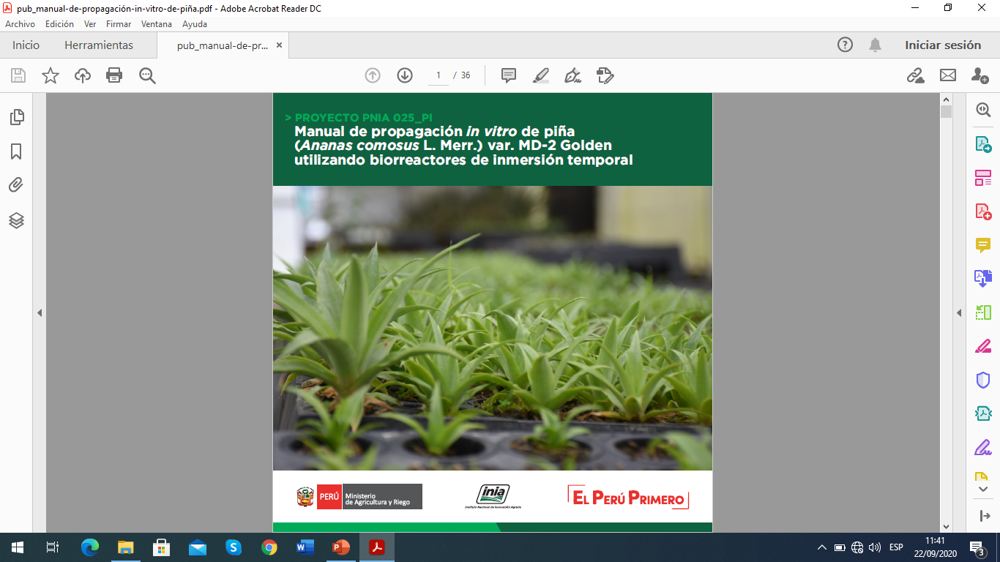 pub_manual-de-propagación-in-vitro-de-piña.pdf - Adobe Acrobat Reader DC
Archivo Edición Ver Firmar Ventana Ayuda
Inicio Herramientas pub_manual-de-pr... × Iniciar sesión
1 / 36
> PROYECTO PNIA 025_PI
Manual de propagación in vitro de piña
(Ananas comosus L. Merr.) var. MD-2 Golden
utilizando biorreactores de inmersión temporal
PERÚ
Ministerio
de Agricultura y Riego
inia
Instituto Nacional de Innovación Agraria
EL PERÚ PRIMERO
ESP
11:41
22/09/2020
3